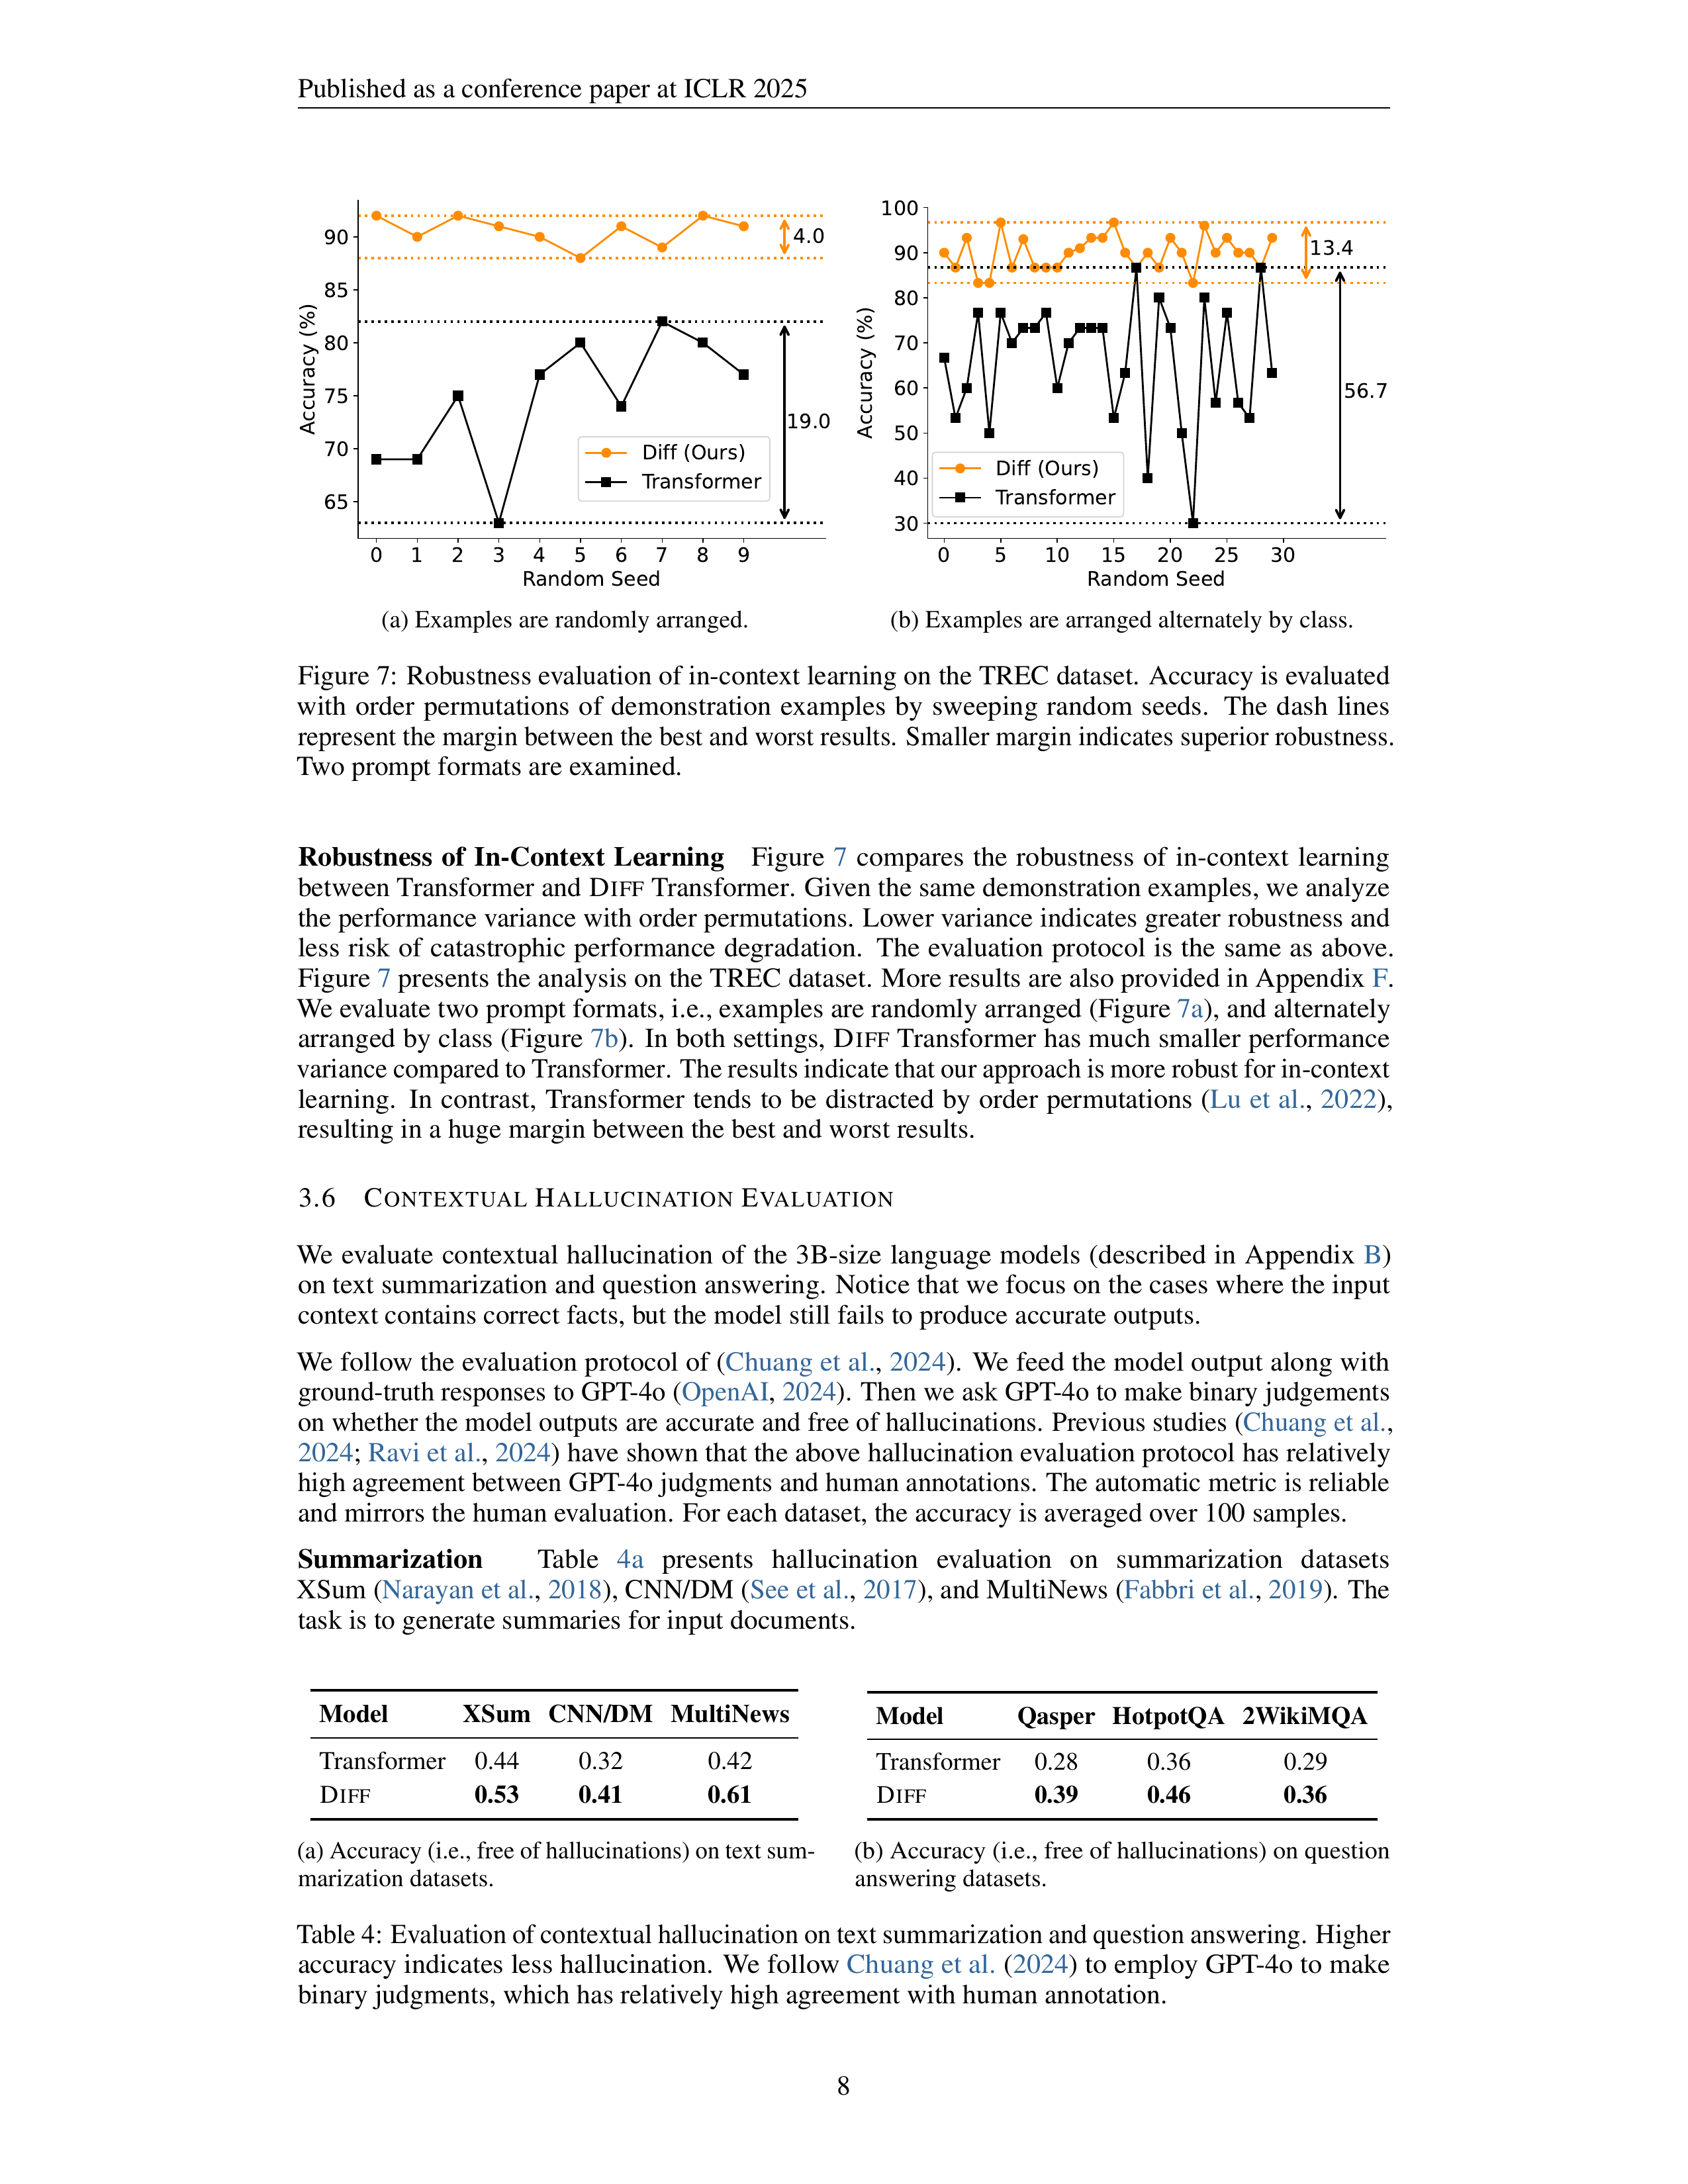 Published as a conference paper at ICLR 2025
90
85
80
75
70
65
Accuracy (%)
4.0
19.0
Diff (Ours)
Transformer
0 1 2 3 4 5 6 7 8 9
Random Seed
100
90
80
70
60
50
40
30
Accuracy (%)
13.4
56.7
Diff (Ours)
Transformer
0 5 10 15 20 25 30
Random Seed
(a) Examples are randomly arranged.
(b) Examples are arranged alternately by class.
Figure 7: Robustness evaluation of in-context learning on the TREC dataset. Accuracy is evaluated
with order permutations of demonstration examples by sweeping random seeds. The dash lines
represent the margin between the best and worst results. Smaller margin indicates superior robustness.
Two prompt formats are examined.
Robustness of In-Context Learning Figure 7 compares the robustness of in-context learning
between Transformer and DIFF Transformer. Given the same demonstration examples, we analyze
the performance variance with order permutations. Lower variance indicates greater robustness and
less risk of catastrophic performance degradation. The evaluation protocol is the same as above.
Figure 7 presents the analysis on the TREC dataset. More results are also provided in Appendix F.
We evaluate two prompt formats, i.e., examples are randomly arranged (Figure 7a), and alternately
arranged by class (Figure 7b). In both settings, DIFF Transformer has much smaller performance
variance compared to Transformer. The results indicate that our approach is more robust for in-context
learning. In contrast, Transformer tends to be distracted by order permutations (Lu et al., 2022),
resulting in a huge margin between the best and worst results.
3.6 CONTEXTUAL HALLUCINATION EVALUATION
We evaluate contextual hallucination of the 3B-size language models (described in Appendix B)
on text summarization and question answering. Notice that we focus on the cases where the input
context contains correct facts, but the model still fails to produce accurate outputs.
We follow the evaluation protocol of (Chuang et al., 2024). We feed the model output along with
ground-truth responses to GPT-4o (OpenAI, 2024). Then we ask GPT-4o to make binary judgements
on whether the model outputs are accurate and free of hallucinations. Previous studies (Chuang et al.,
2024; Ravi et al., 2024) have shown that the above hallucination evaluation protocol has relatively
high agreement between GPT-4o judgments and human annotations. The automatic metric is reliable
and mirrors the human evaluation. For each dataset, the accuracy is averaged over 100 samples.
Summarization Table 4a presents hallucination evaluation on summarization datasets
XSum (Narayan et al., 2018), CNN/DM (See et al., 2017), and MultiNews (Fabbri et al., 2019). The
task is to generate summaries for input documents.
Model XSum CNN/DM MultiNews
Transformer 0.44 0.32 0.42
DIFF 0.53 0.41 0.61
(a) Accuracy (i.e., free of hallucinations) on text sum-
marization datasets.
Model Qasper HotpotQA 2WikiMQA
Transformer 0.28 0.36 0.29
DIFF 0.39 0.46 0.36
(b) Accuracy (i.e., free of hallucinations) on question
answering datasets.
Table 4: Evaluation of contextual hallucination on text summarization and question answering. Higher
accuracy indicates less hallucination. We follow Chuang et al. (2024) to employ GPT-4o to make
binary judgments, which has relatively high agreement with human annotation.
8